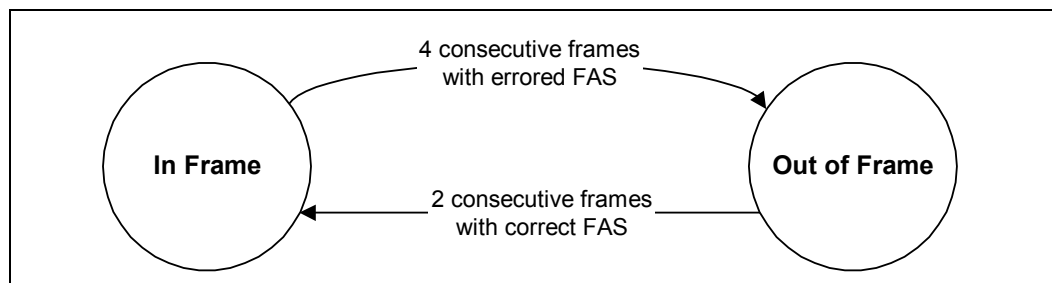 4 consecutive frames
with errored FAS
In Frame
Out of Frame
2 consecutive frames
with correct FAS